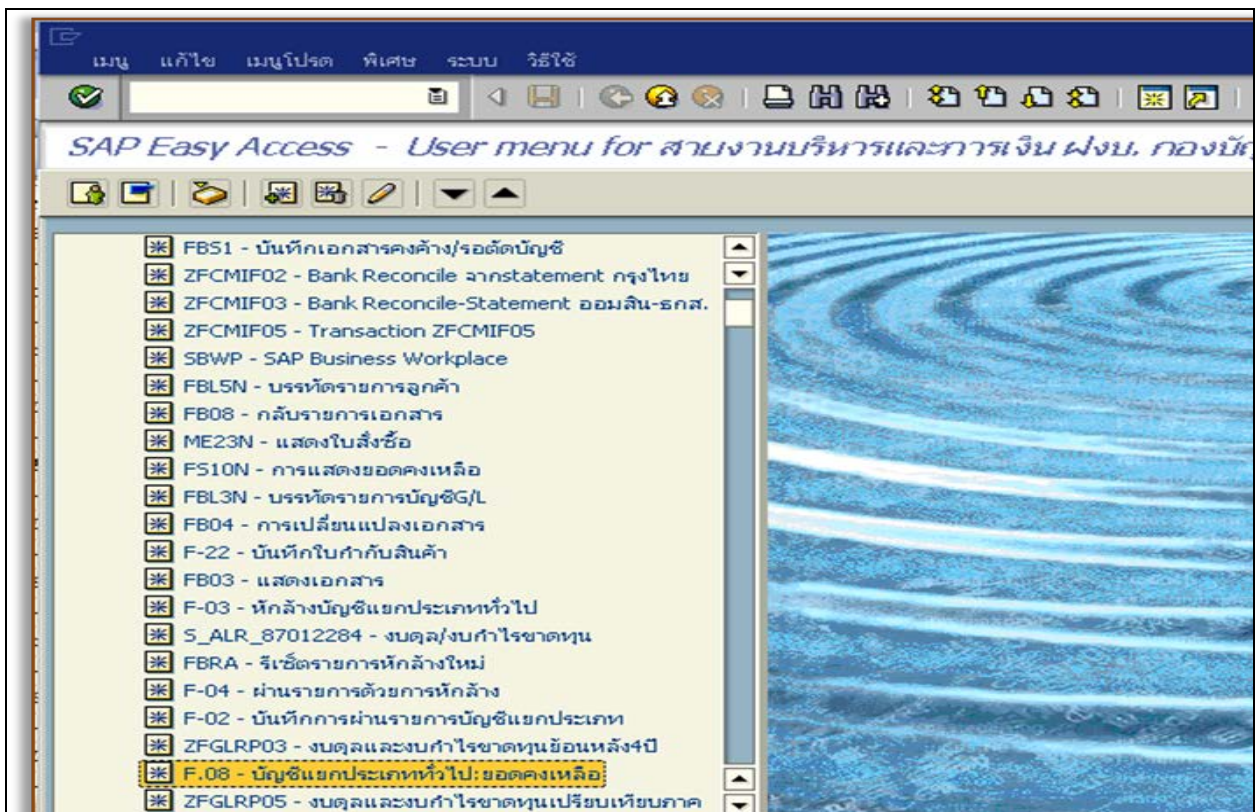 เมนู แก้ไข เมนูโปรด พิเศษ ระบบ วิธีใช้
SAP Easy Access - User menu for สายงานบริหารและการเงิน ฝงบ. กองบัญ
FBS1 - บันทึกเอกสารคงค้าง/รอตัดบัญชี
ZFCMIF02 - Bank Reconcile จากstatement กรุงไทย
ZFCMIF03 - Bank Reconcile-Statement ออมสิน-ธกส.
ZFCMIF05 - Transaction ZFCMIF05
SBWP - SAP Business Workplace
FBL5N - บรรทัดรายการลูกค้า
FB08 - กลับรายการเอกสาร
ME23N - แสดงใบสั่งซื้อ
FS10N - การแสดงยอดคงเหลือ
FBL3N - บรรทัดรายการบัญชีG/L
FB04 - การเปลี่ยนแปลงเอกสาร
F-22 - บันทึกใบกำกับสินค้า
FB03 - แสดงเอกสาร
F-03 - หักล้างบัญชีแยกประเภททั่วไป
S_ALR_87012284 - งบดุล/งบกำไรขาดทุน
FBRA - รีเซ็ตรายการหักล้างใหม่
F-04 - ผ่านรายการด้วยการหักล้าง
F-02 - บันทึกการผ่านรายการบัญชีแยกประเภท
ZFGLRP03 - งบดุลและงบกำไรขาดทุนย้อนหลัง4ปี
F.08 - บัญชีแยกประเภททั่วไป:ยอดคงเหลือ
ZFGLRP05 - งบดุลและงบกำไรขาดทุนเปรียบเทียบภาค